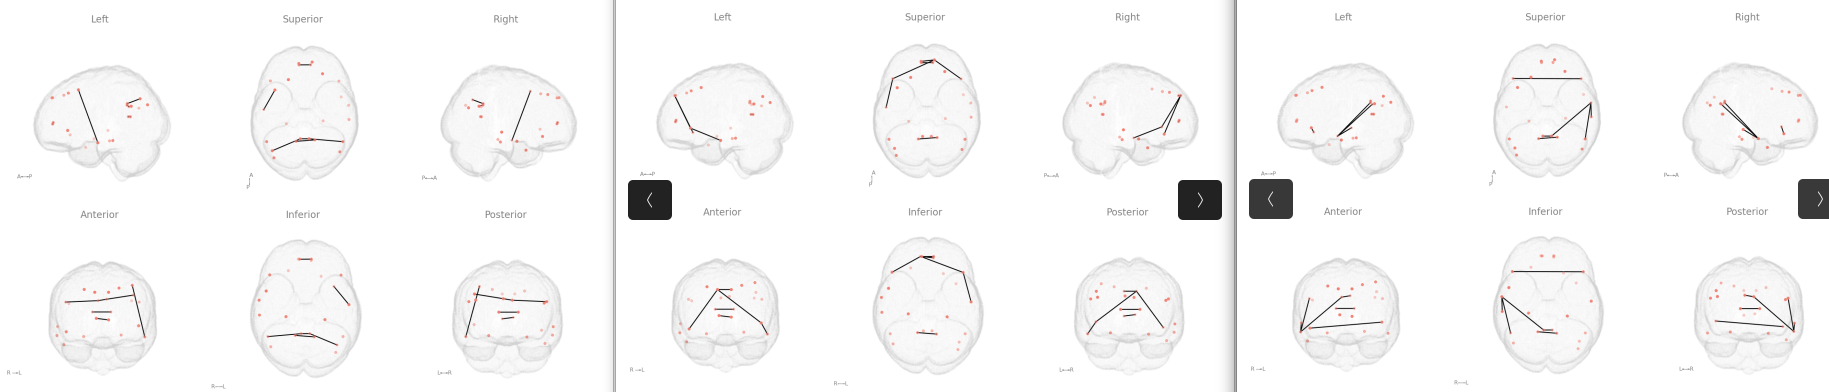 Left Superior Right
A⟷P
A
P
P⟷A
Anterior Inferior Posterior
R⟷L
R⟷L
L⟷R
Left Superior Right
A⟷P
A
P
P⟷A
Anterior Inferior Posterior
R⟷L
R⟷L
L⟷R
Left Superior Right
A⟷P
A
P
P⟷A
Anterior Inferior Posterior
R⟷L
R⟷L
L⟷R